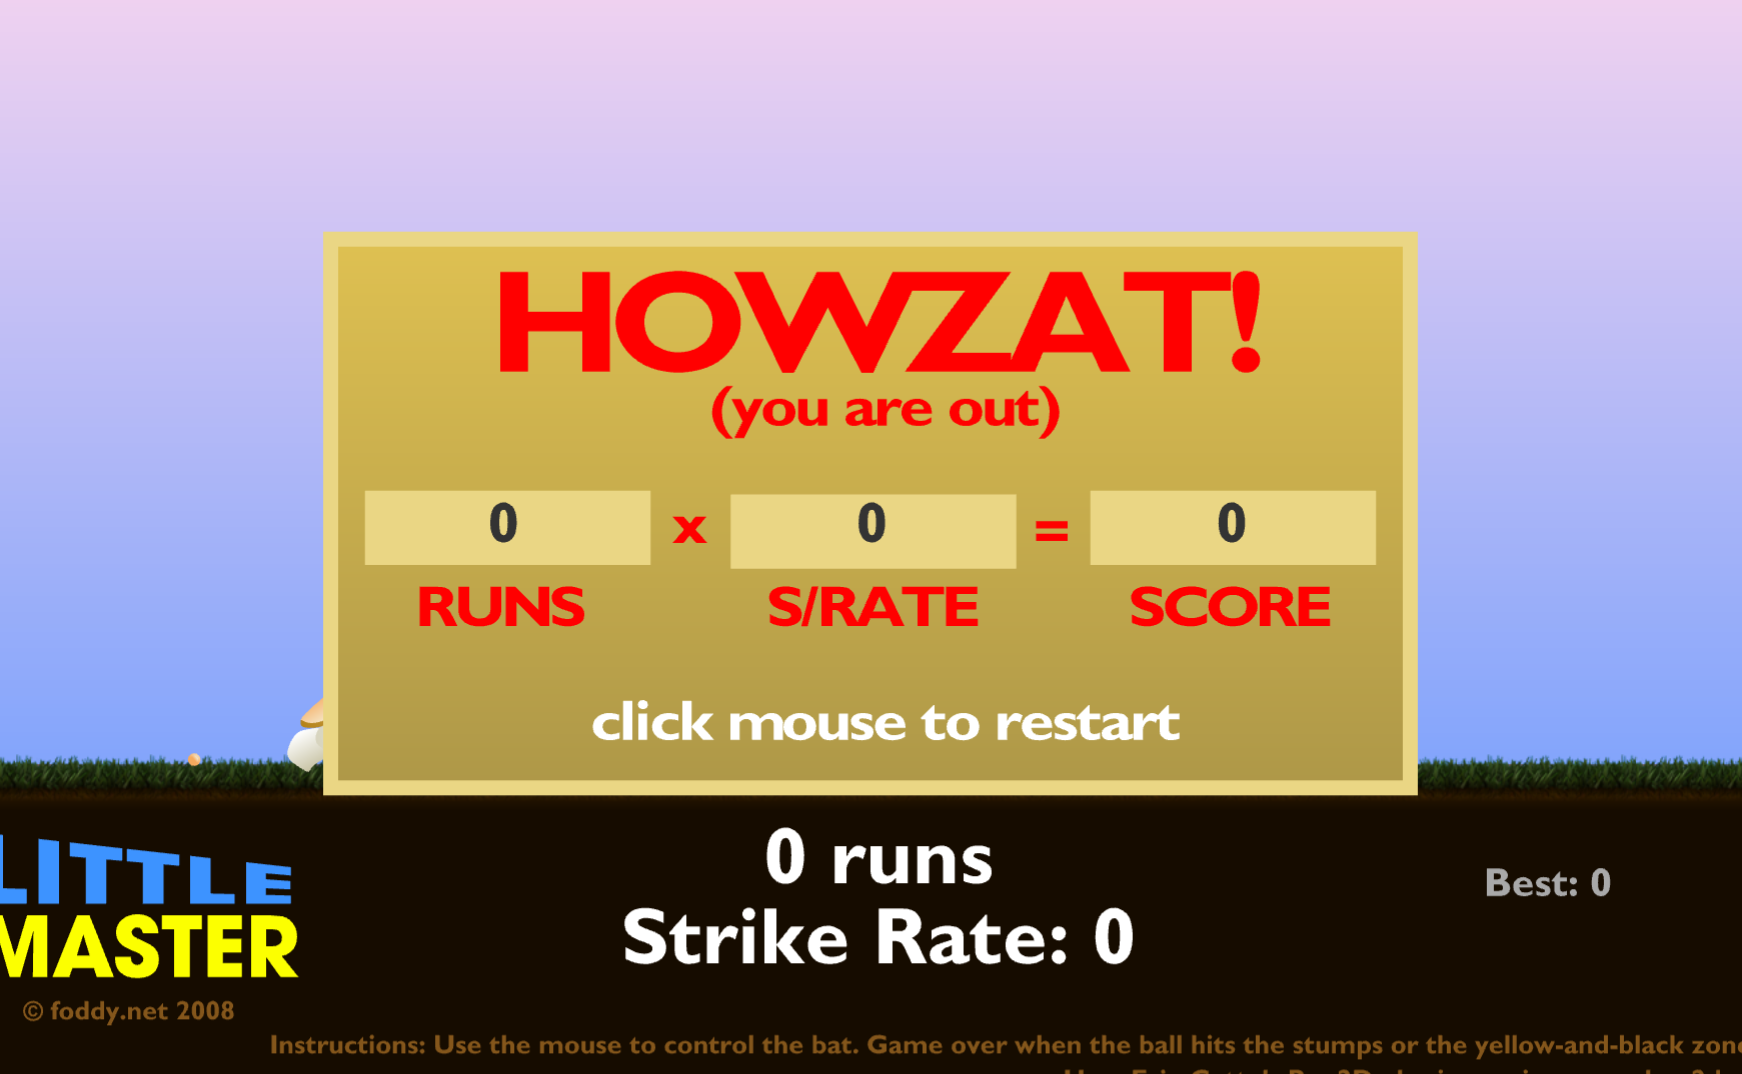 HOWZAT!
(you are out)
0 x 0 = 0
RUNS S/RATE SCORE
click mouse to restart
LITTLE
MASTER
© foddy.net 2008
0 runs
Strike Rate: 0
Best: 0
Instructions: Use the mouse to control the bat. Game over when the ball hits the stumps or the yellow-and-black zone